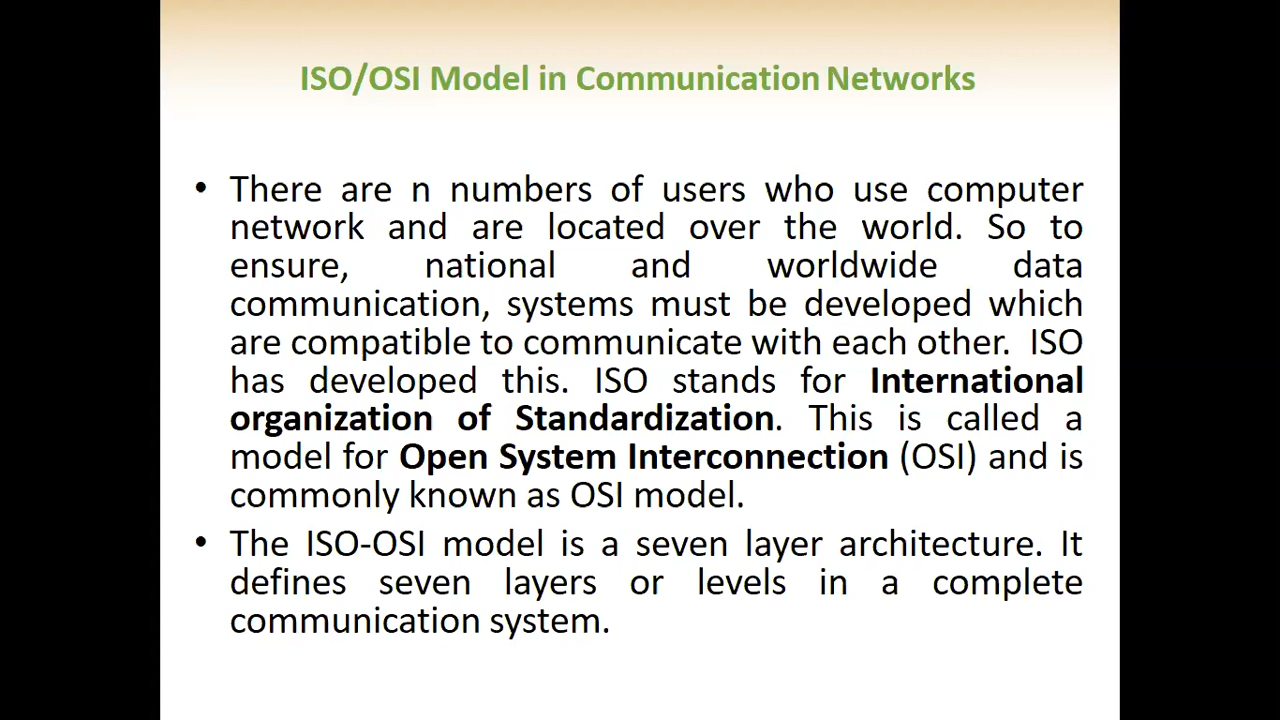 ISO/OSI Model in Communication Networks
• There are n numbers of users who use computer
network and are located over the world. So to
ensure, national and worldwide data
communication, systems must be developed which
are compatible to communicate with each other. ISO
has developed this. ISO stands for International
organization of Standardization. This is called a
model for Open System Interconnection (OSI) and is
commonly known as OSI model.
• The ISO-OSI model is a seven layer architecture. It
defines seven layers or levels in a complete
communication system.